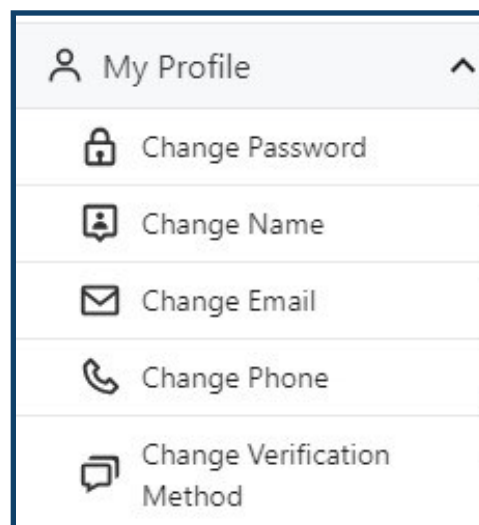 My Profile
Change Password
Change Name
Change Email
Change Phone
Change Verification
Method